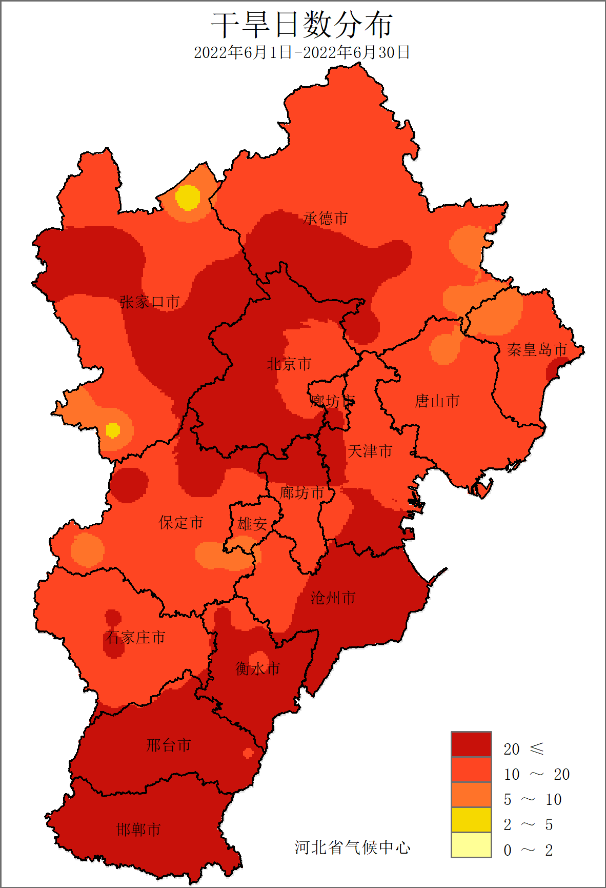 干旱日数分布
2022年6月1日-2022年6月30日
承德市
张家口市
秦皇岛市
北京市
廊坊市
唐山市
天津市
廊坊市
保定市
雄安
沧州市
石家庄市
衡水市
邢台市
邯郸市
20 ≤
10 ~ 20
5 ~ 10
2 ~ 5
0 ~ 2
河北省气候中心